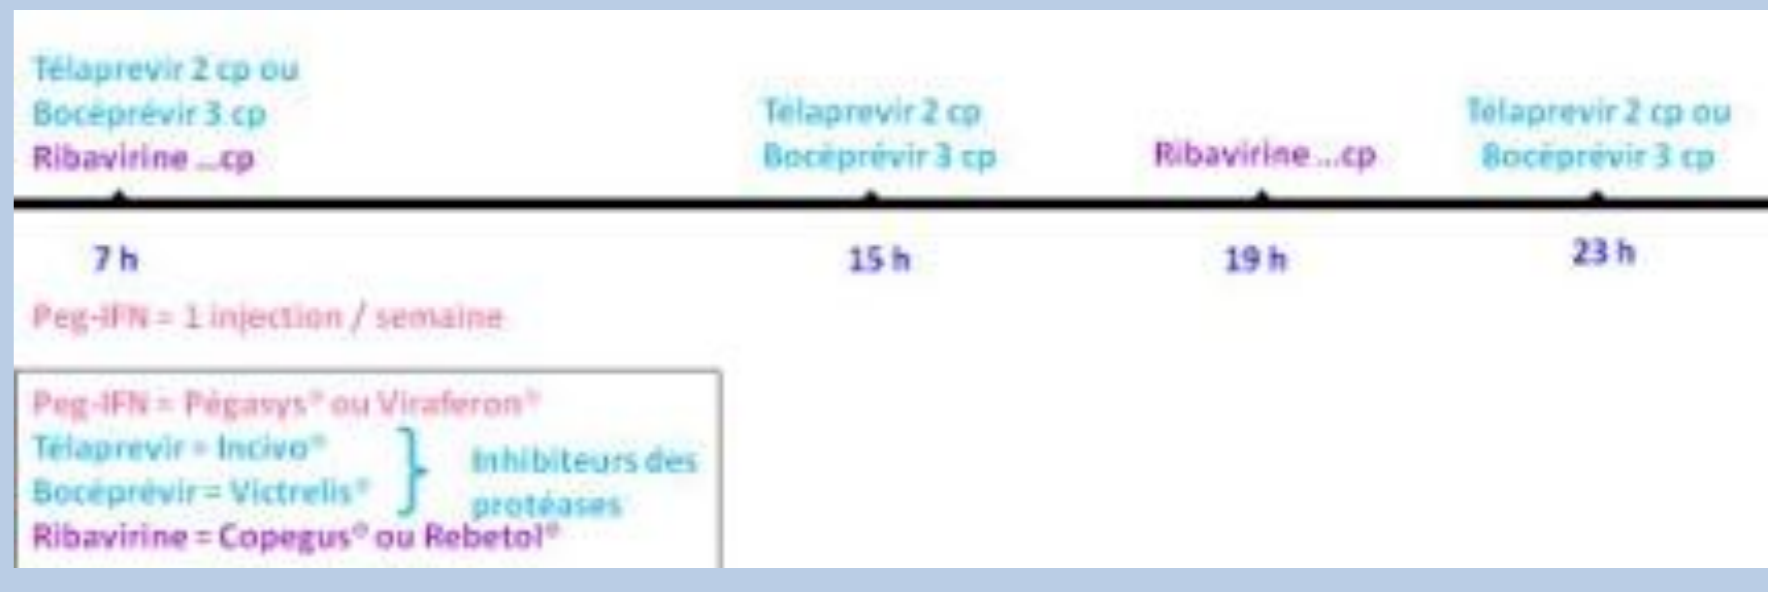 Télaprevir 2 cp ou
Bocéprévir 3 cp
Ribavirine ...cp
Télaprevir 2 cp
Bocéprévir 3 cp
Ribavirine ...cp
Télaprevir 2 cp ou
Bocéprévir 3 cp
7 h
15 h
19 h
23 h
Peg-IFN = 1 injection / semaine
Peg-IFN = Pégasys® ou Viraferon®
Télaprevir = Incivo®
Bocéprévir = Victrelis®
Inhibiteurs des
protéases
Ribavirine = Copegus® ou Rebetol®